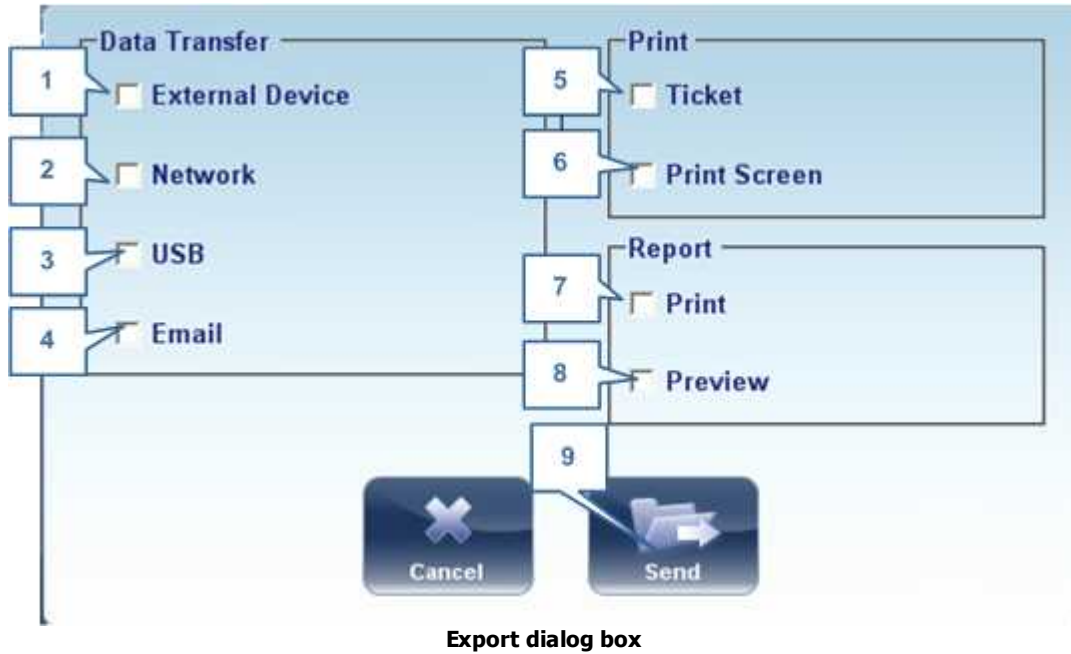 Data Transfer
1 External Device
2 Network
3 USB
4 Email
Print
5 Ticket
6 Print Screen
Report
7 Print
8 Preview
9
Cancel
Send
Export dialog box